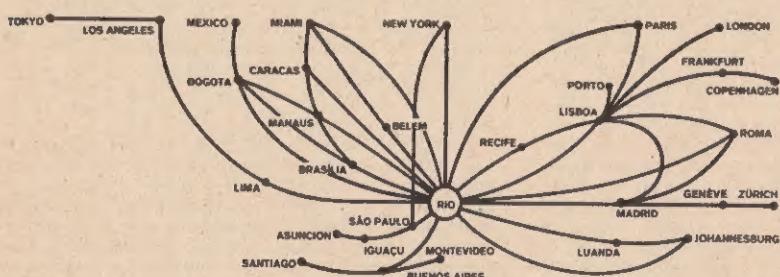 TOKYO
LOS ANGELES
MEXICO
MIAMI
NEW YORK
PARIS
LONDON
FRANKFURT
COPENHAGEN
BOGOTA
CARACAS
PORTO
LISBOA
MANAUS
BELEM
RECIFE
ROMA
BRASILIA
LIMA
RIO
MADRID
GENÈVE
ZÜRICH
SÃO PAULO
ASUNCION
IGUAÇU
MONTEVIDEO
LUANDA
JOHANNESBURG
SANTIAGO
BUENOS AIRES